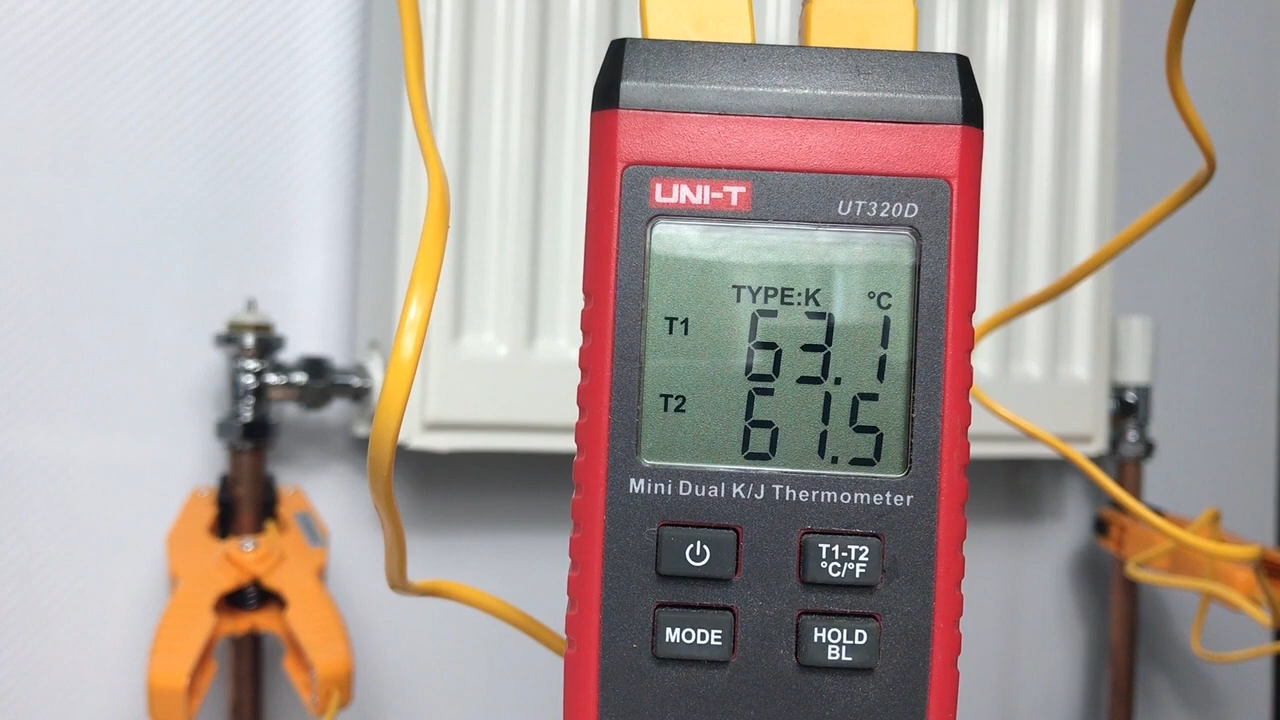 UNI-T
UT320D
TYPE:K °C
T1 63.1
T2 61.5
Mini Dual K/J Thermometer
T1-T2
°C/°F
MODE
HOLD
BL